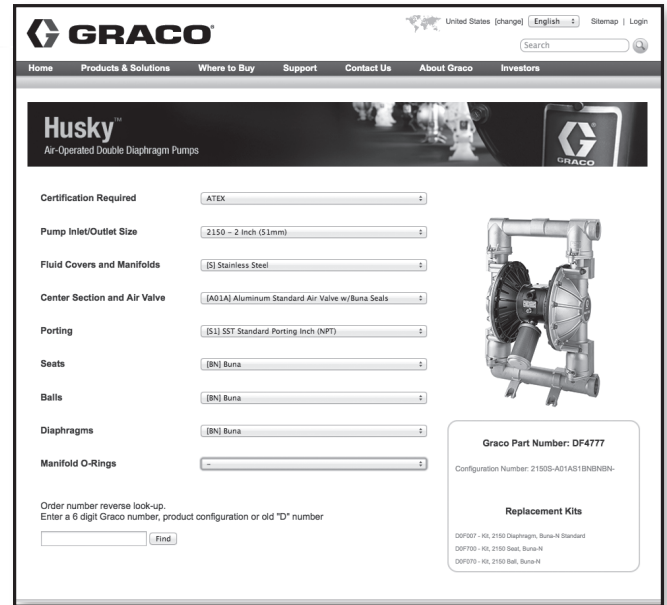 GRACO
United States [change] English Sitemap | Login
Search
Home Products & Solutions Where to Buy Support Contact Us About Graco Investors
Husky™
Air-Operated Double Diaphragm Pumps
GRACO
Certification Required ATEX
Pump Inlet/Outlet Size 2150 – 2 Inch (51mm)
Fluid Covers and Manifolds [S] Stainless Steel
Center Section and Air Valve [A01A] Aluminum Standard Air Valve w/Buna Seals
Porting [S1] SST Standard Porting Inch (NPT)
Seats [BN] Buna
Balls [BN] Buna
Diaphragms [BN] Buna
Manifold O-Rings –
Order number reverse look-up.
Enter a 6 digit Graco number, product configuration or old "D" number
Find
Graco Part Number: DF4777
Configuration Number: 2150S-A01AS1BNBNBN-
Replacement Kits
D0F007 - Kit, 2150 Diaphragm, Buna-N Standard
D0F700 - Kit, 2150 Seat, Buna-N
D0F070 - Kit, 2150 Ball, Buna-N